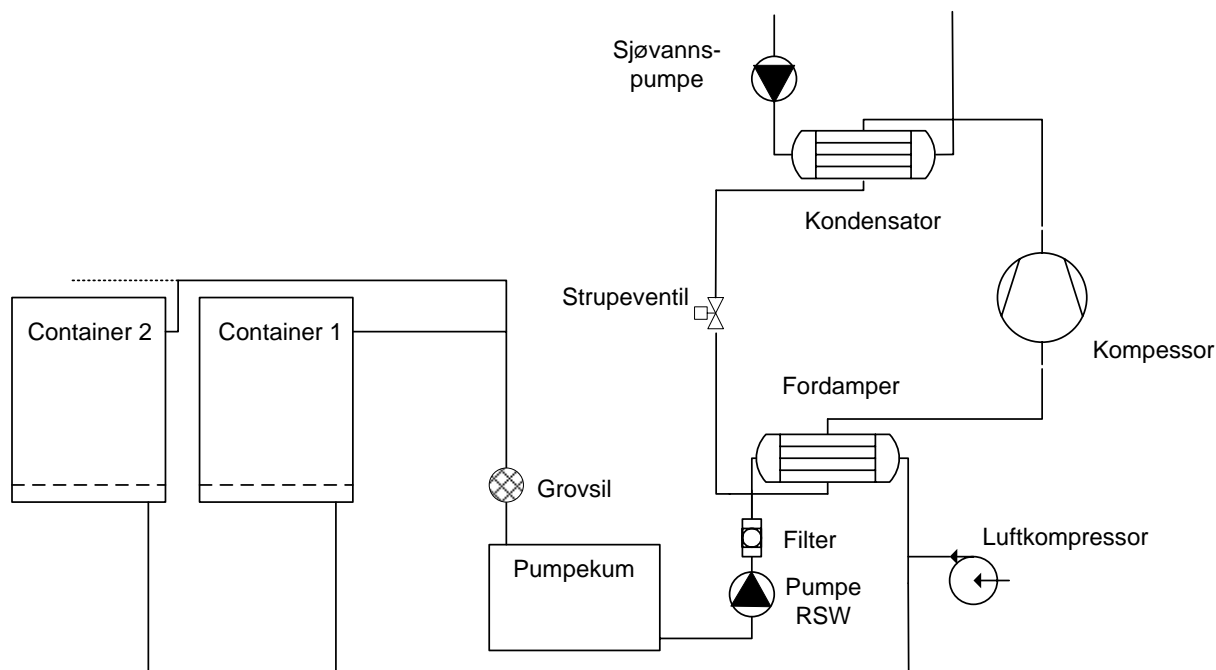 Sjøvanns-
pumpe
Kondensator
Strupeventil
Container 2
Container 1
Kompessor
Fordamper
Grovsil
Filter
Luftkompressor
Pumpekum
Pumpe
RSW